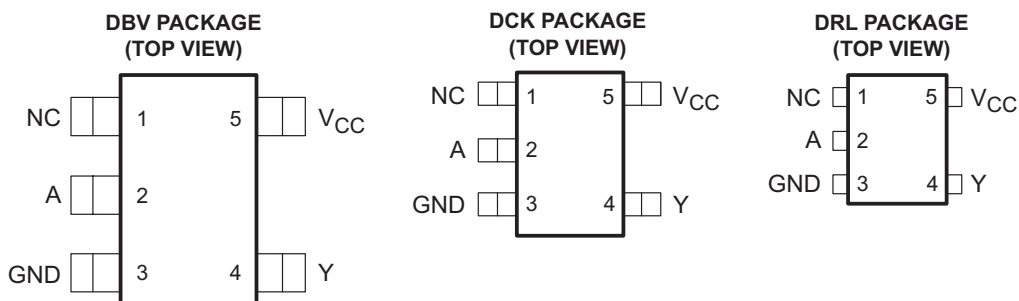 DBV PACKAGE
(TOP VIEW)
NC 1 5 VCC
A 2
GND 3 4 Y
DCK PACKAGE
(TOP VIEW)
NC 1 5 VCC
A 2
GND 3 4 Y
DRL PACKAGE
(TOP VIEW)
NC 1 5 VCC
A 2
GND 3 4 Y